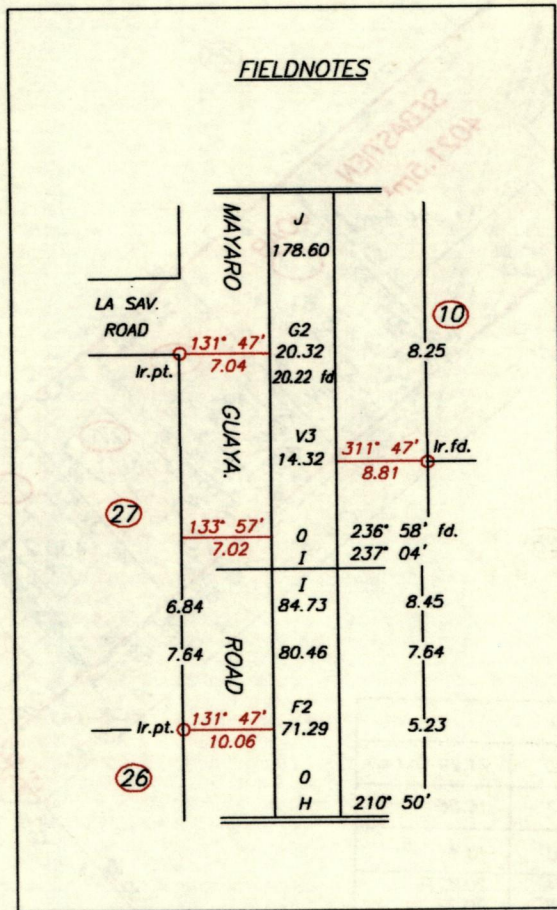 FIELDNOTES
SEBASTIEN
4021.5m²
J
178.60
MAYARO
LA SAV.
ROAD
10
G2
131° 47'
20.32
8.25
7.04
20.22 fd
Ir.pt.
GUAYA.
V3
311° 47'
Ir.fd.
14.32
8.81
27
133° 57'
O
236° 58' fd.
7.02
I
237° 04'
I
6.84
84.73
8.45
ROAD
7.64
80.46
7.64
F2
131° 47'
Ir.pt.
71.29
5.23
10.06
26
O
H
210° 50'